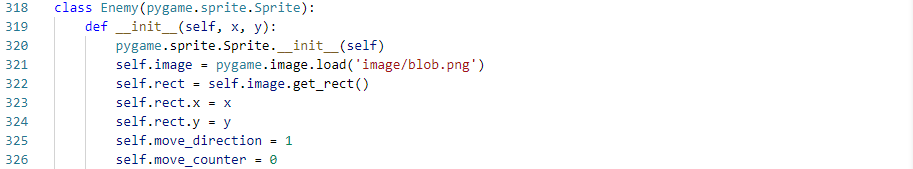 318 class Enemy(pygame.sprite.Sprite):
319     def __init__(self, x, y):
320         pygame.sprite.Sprite.__init__(self)
321         self.image = pygame.image.load('image/blob.png')
322         self.rect = self.image.get_rect()
323         self.rect.x = x
324         self.rect.y = y
325         self.move_direction = 1
326         self.move_counter = 0